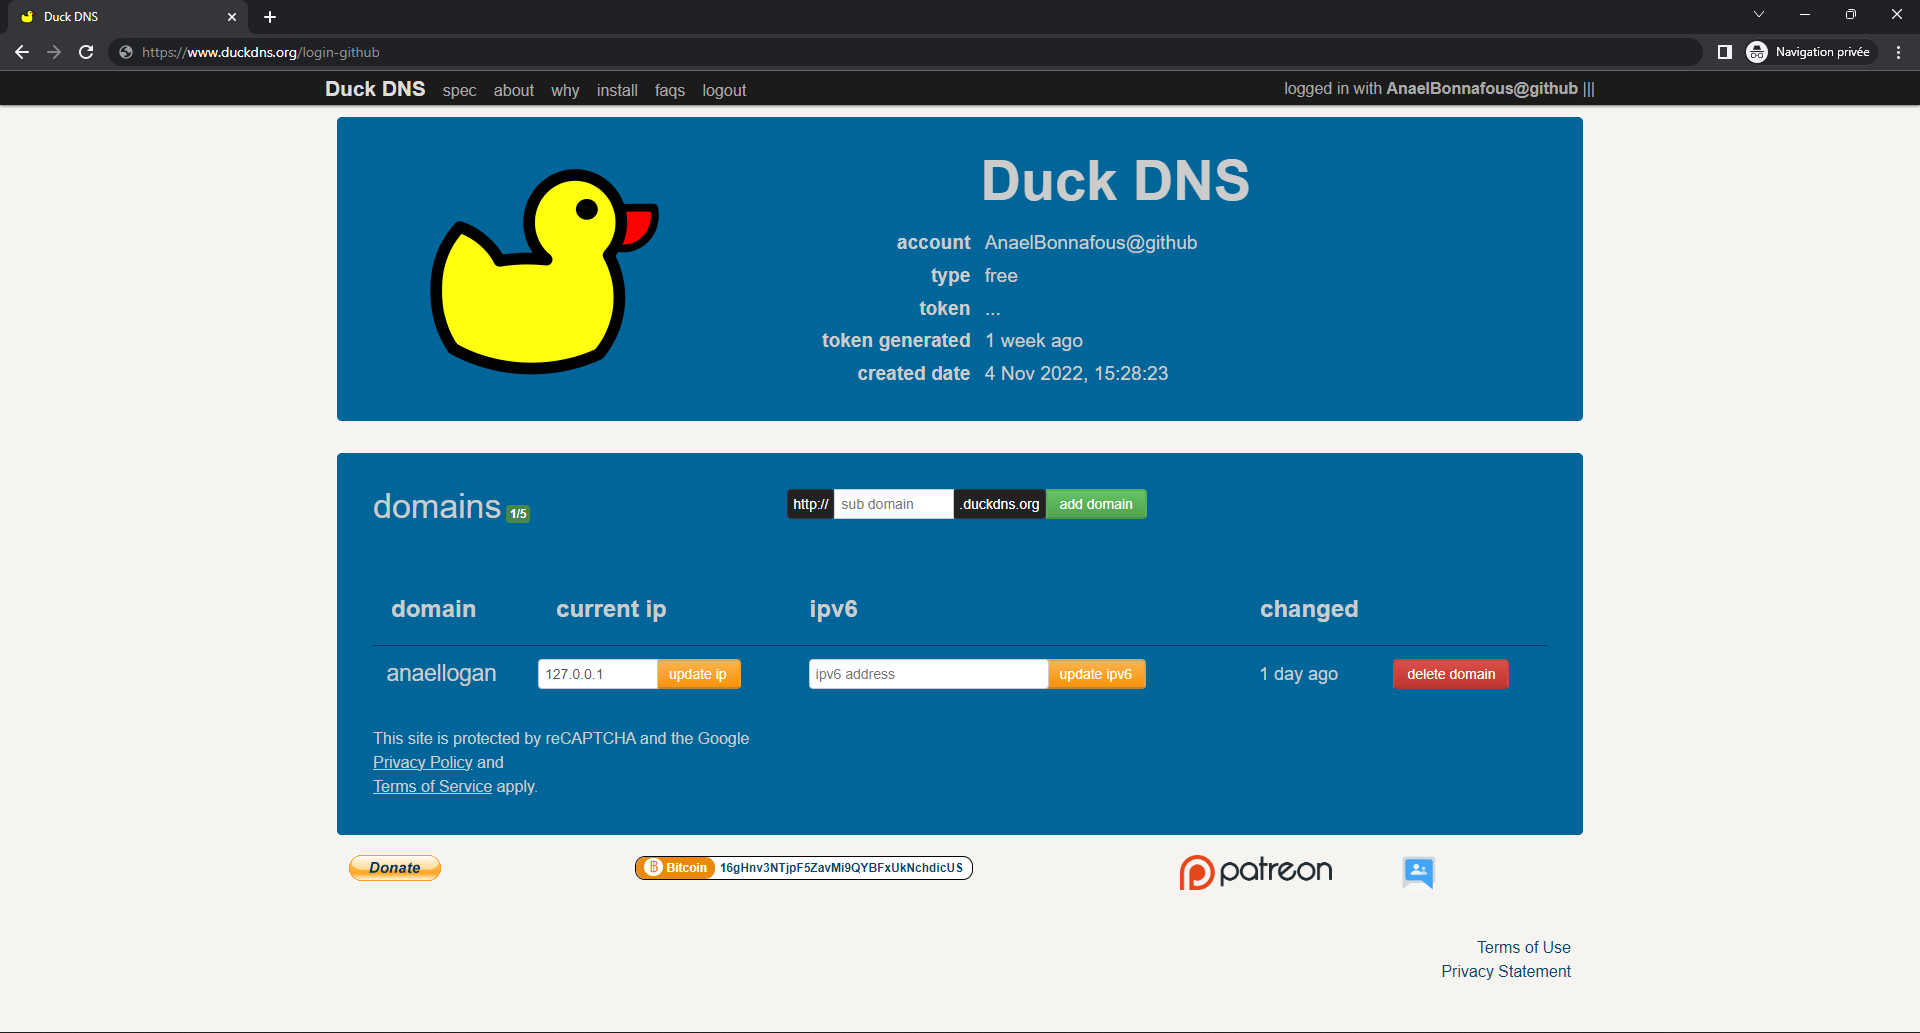 Duck DNS
https://www.duckdns.org/login-github
Navigation privée
Duck DNS spec about why install faqs logout
logged in with AnaelBonnafous@github |||
Duck DNS
account AnaelBonnafous@github
type free
token ...
token generated 1 week ago
created date 4 Nov 2022, 15:28:23
domains 1/5
http:// sub domain .duckdns.org add domain
domain current ip ipv6 changed
anaellogan 127.0.0.1 update ip ipv6 address update ipv6 1 day ago delete domain
This site is protected by reCAPTCHA and the Google
Privacy Policy and
Terms of Service apply.
Donate
Bitcoin 16gHnv3NTjpF5ZavMi9QYBFxUkNchdicUS
patreon
Terms of Use
Privacy Statement